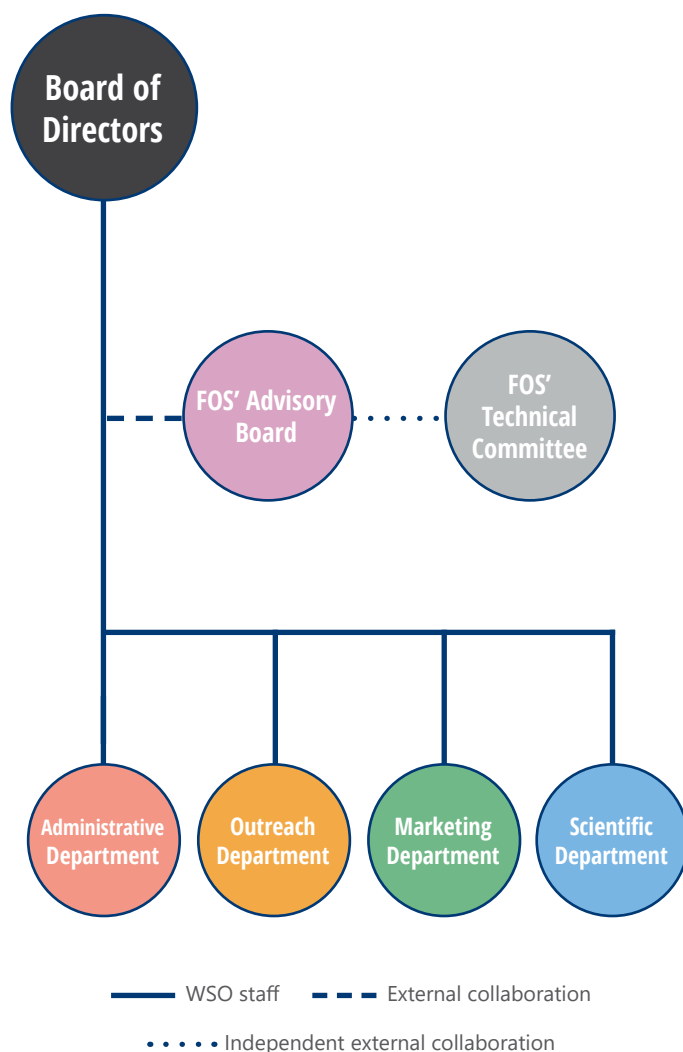 Board of
Directors
FOS’ Advisory
Board
FOS’
Technical
Committee
Administrative
Department
Outreach
Department
Marketing
Department
Scientific
Department
WSO staff
External collaboration
Independent external collaboration